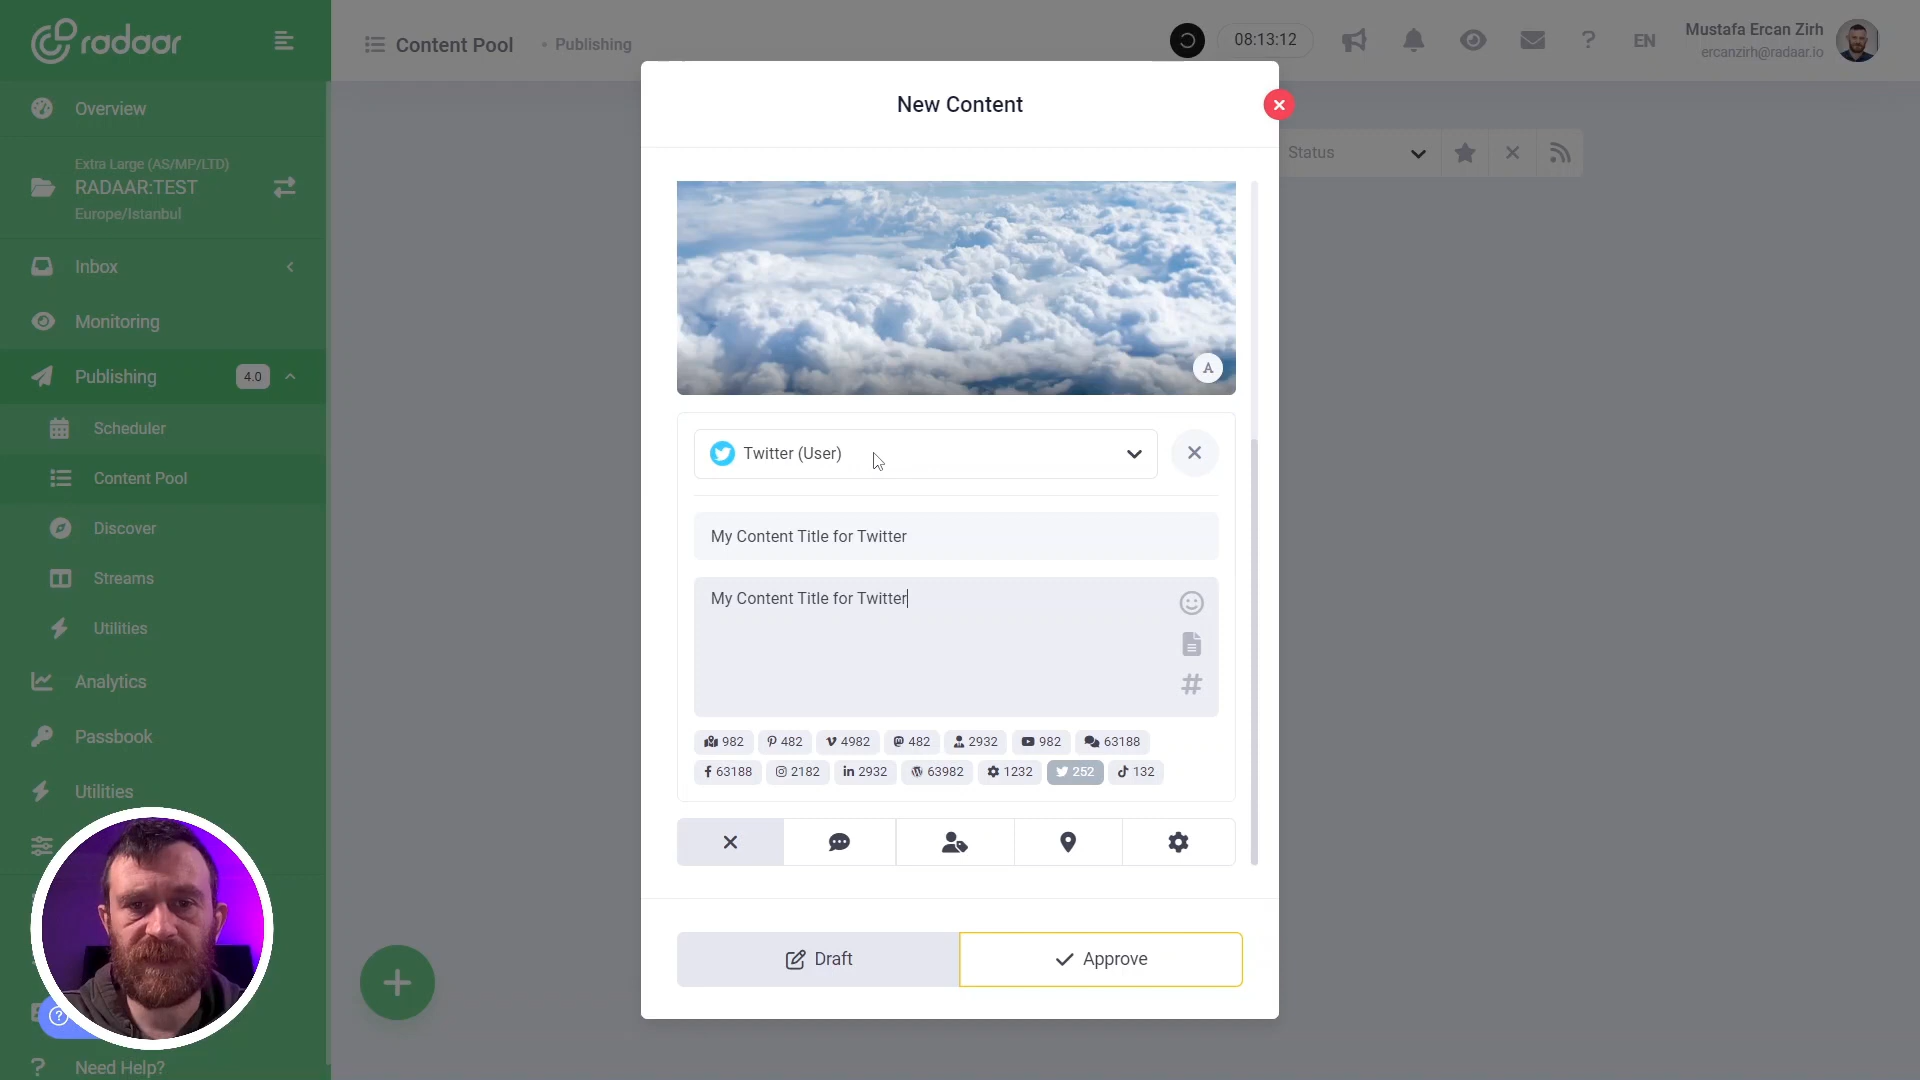 radaar
Content Pool
Publishing
08:13:12
EN
Mustafa Ercan Zirh
ercanzirh@radaar.io
Overview
Extra Large (AS/MP/LTD)
RADAAR:TEST
Europe/Istanbul
Inbox
Monitoring
Publishing
4.0
Scheduler
Content Pool
Discover
Streams
Utilities
Analytics
Passbook
Utilities
Need Help?
New Content
Status
A
Twitter (User)
My Content Title for Twitter
My Content Title for Twitter
982
482
4982
482
2932
982
63188
63188
2182
2932
63982
1232
252
132
Draft
Approve